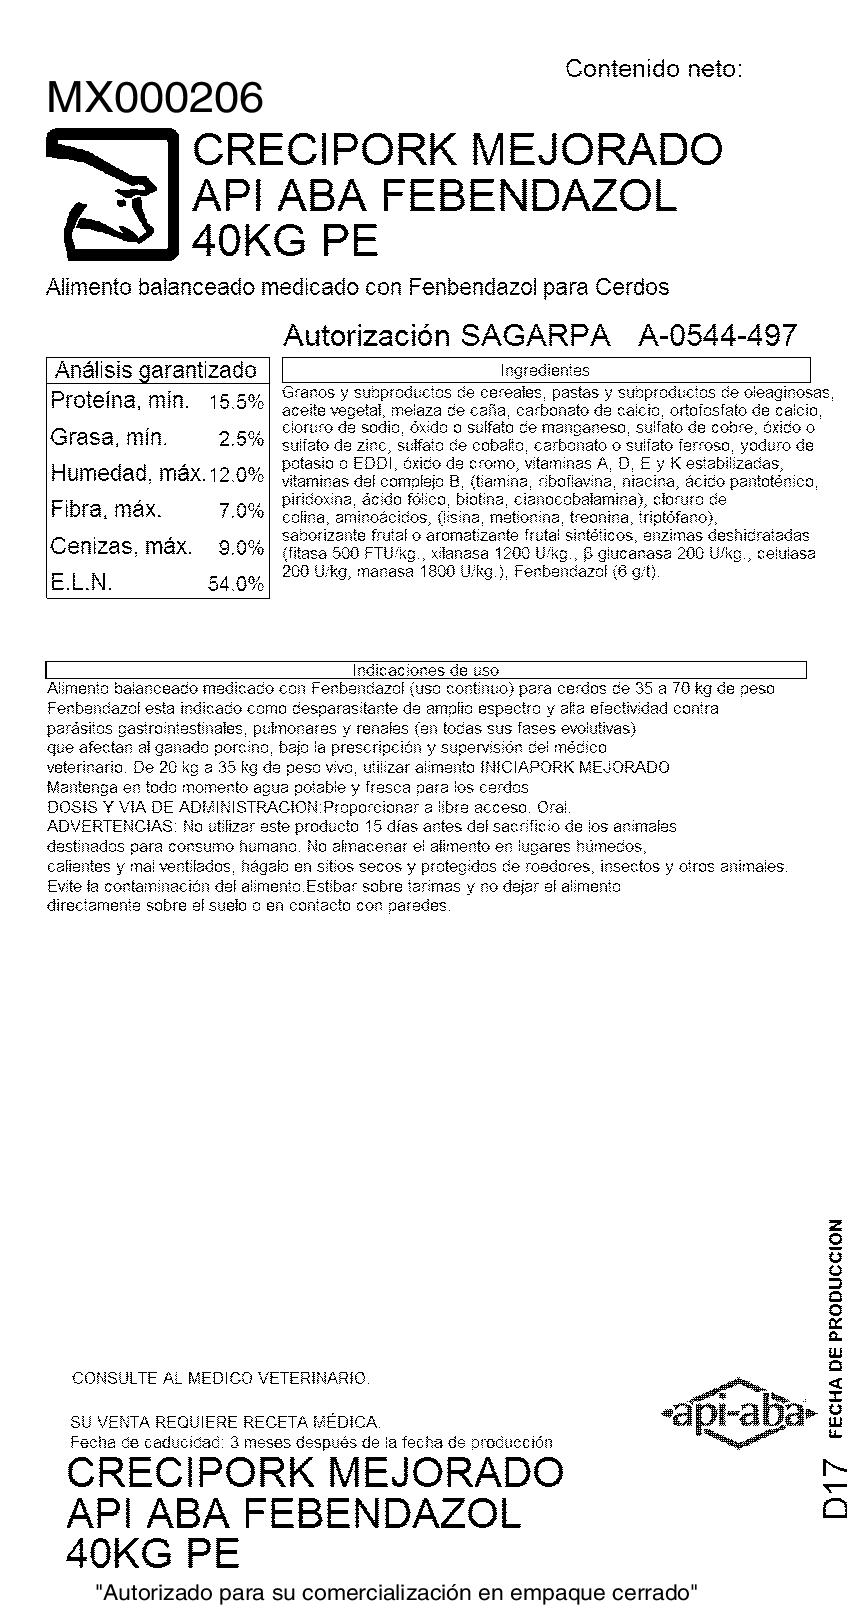 Contenido neto:
MX000206
CRECIPORK MEJORADO
API ABA FEBENDAZOL
40KG PE
Alimento balanceado medicado con Fenbendazol para Cerdos
Autorización SAGARPA A-0544-497
Análisis garantizado
Proteína, mín. 15.5%
Grasa, mín. 2.5%
Humedad, máx. 12.0%
Fibra, máx. 7.0%
Cenizas, máx. 9.0%
E.L.N. 54.0%
Ingredientes
Granos y subproductos de cereales, pastas y subproductos de oleaginosas,
aceite vegetal, melaza de caña, carbonato de calcio, ortofosfato de calcio,
cloruro de sodio, óxido o sulfato de manganeso, sulfato de cobre, óxido o
sulfato de zinc, sulfato de cobalto, carbonato o sulfato ferroso, yoduro de
potasio o EDDI, óxido de cromo, vitaminas A, D, E y K estabilizadas,
vitaminas del complejo B, (tiamina, riboflavina, niacina, ácido pantoténico,
piridoxina, ácido fólico, biotina, cianocobalamina), cloruro de
colina, aminoácidos, (lisina, metionina, treonina, triptófano),
saborizante frutal o aromatizante frutal sintéticos, enzimas deshidratadas
(fitasa 500 FTU/kg., xilanasa 1200 U/kg., β glucanasa 200 U/kg., celulasa
200 U/kg, manasa 1800 U/kg.), Fenbendazol (6 g/t).
Indicaciones de uso
Alimento balanceado medicado con Fenbendazol (uso continuo) para cerdos de 35 a 70 kg de peso
Fenbendazol esta indicado como desparasitante de amplio espectro y alta efectividad contra
parásitos gastrointestinales, pulmonares y renales (en todas sus fases evolutivas)
que afectan al ganado porcino, bajo la prescripción y supervisión del médico
veterinario. De 20 kg a 35 kg de peso vivo, utilizar alimento INICIAPORK MEJORADO
Mantenga en todo momento agua potable y fresca para los cerdos
DOSIS Y VIA DE ADMINISTRACION:Proporcionar a libre acceso. Oral.
ADVERTENCIAS: No utilizar este producto 15 días antes del sacrificio de los animales
destinados para consumo humano. No almacenar el alimento en lugares húmedos,
calientes y mal ventilados, hágalo en sitios secos y protegidos de roedores, insectos y otros animales.
Evite la contaminación del alimento.Estibar sobre tarimas y no dejar el alimento
directamente sobre el suelo o en contacto con paredes.
FECHA DE PRODUCCION
D17
CONSULTE AL MEDICO VETERINARIO.
api-aba
SU VENTA REQUIERE RECETA MÉDICA.
Fecha de caducidad: 3 meses después de la fecha de producción
CRECIPORK MEJORADO
API ABA FEBENDAZOL
40KG PE
"Autorizado para su comercialización en empaque cerrado"